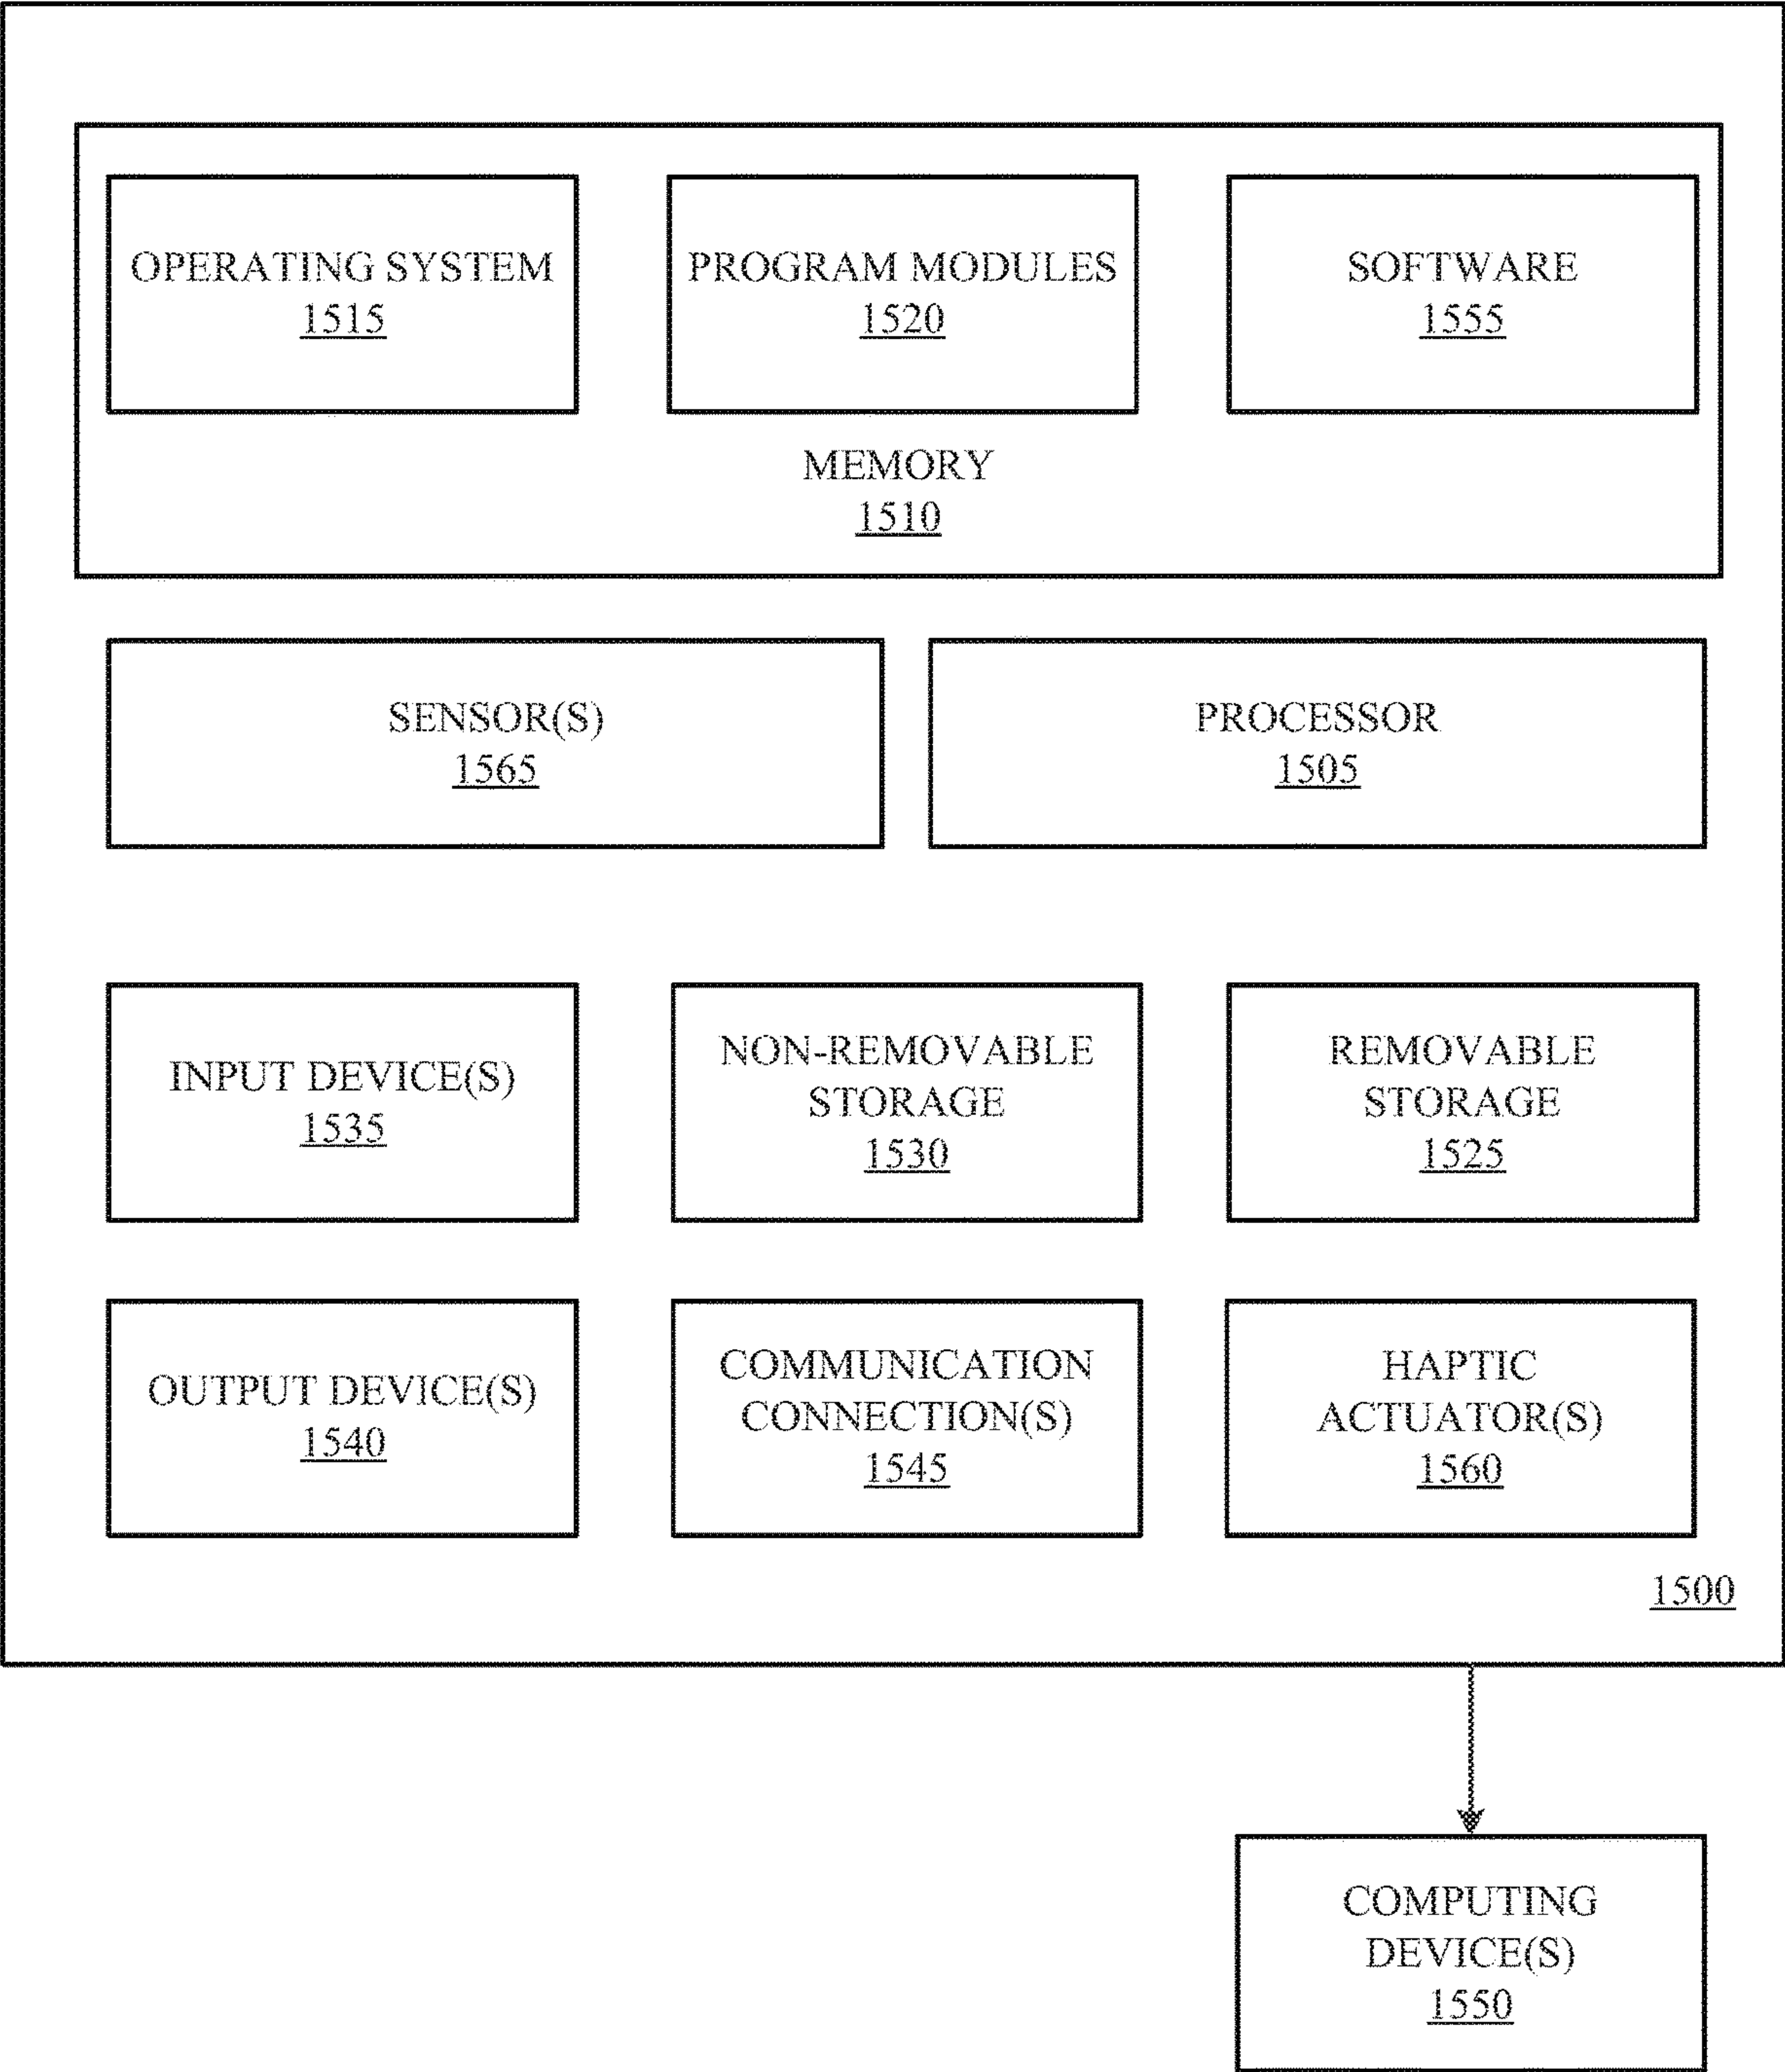 OPERATING SYSTEM
1515
PROGRAM MODULES
1520
SOFTWARE
1555
MEMORY
1510
SENSOR(S)
1565
PROCESSOR
1505
INPUT DEVICE(S)
1535
NON-REMOVABLE
STORAGE
1530
REMOVABLE
STORAGE
1525
OUTPUT DEVICE(S)
1540
COMMUNICATION
CONNECTION(S)
1545
HAPTIC
ACTUATOR(S)
1560
1500
COMPUTING
DEVICE(S)
1550